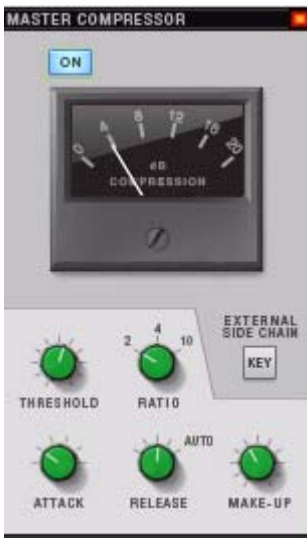 MASTER COMPRESSOR
ON
0 4 8 12 16 20
dB
COMPRESSION
EXTERNAL
SIDE CHAIN
KEY
2 4 10
THRESHOLD RATIO
AUTO
ATTACK RELEASE MAKE-UP